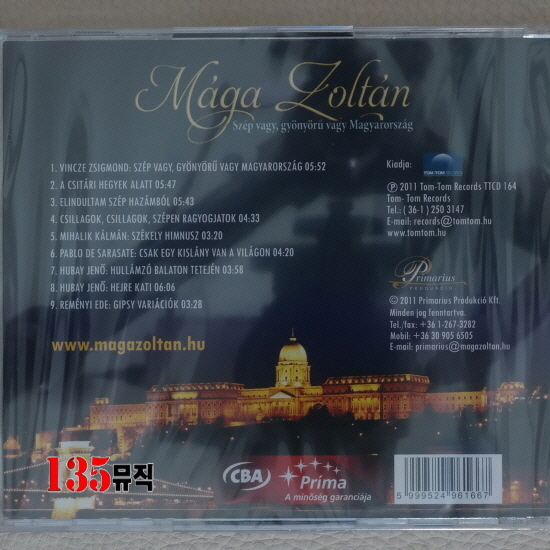 Mága Zoltán
Szép vagy, gyönyörű vagy Magyarország
1. VINCZE ZSIGMOND: SZÉP VAGY, GYÖNYÖRŰ VAGY MAGYARORSZÁG 05:52
2. A CSITÁRI HEGYEK ALATT 05:47
3. ELINDULTAM SZÉP HAZÁMBÓL 05:43
4. CSILLAGOK, CSILLAGOK, SZÉPEN RAGYOGJATOK 04:33
5. MIHALIK KÁLMÁN: SZÉKELY HIMNUSZ 03:20
6. PABLO DE SARASATE: CSAK EGY KISLÁNY VAN A VILÁGON 04:20
7. HUBAY JENŐ: HULLÁMZÓ BALATON TETEJÉN 03:58
8. HUBAY JENŐ: HEJRE KATI 06:06
9. REMÉNYI EDE: GIPSY VARIÁCIÓK 03:28
www.magazoltan.hu
Kiadja:
TOM-TOM RECORDS
Ⓟ 2011 Tom-Tom Records TTCD 164
Tom- Tom Records
Tel.: ( 36-1 ) 250 3147
E-mail: records@tomtom.hu
www.tomtom.hu
Primarius
PRODUKCIÓ
© 2011 Primarius Produkció Kft.
Minden jog fenntartva.
Tel./fax: +36 1-267-3282
Mobil: +36 30 905 6505
E-mail: primarius@magazoltan.hu
135뮤직
CBA
Príma
A minőség garanciája
5 999524 961667